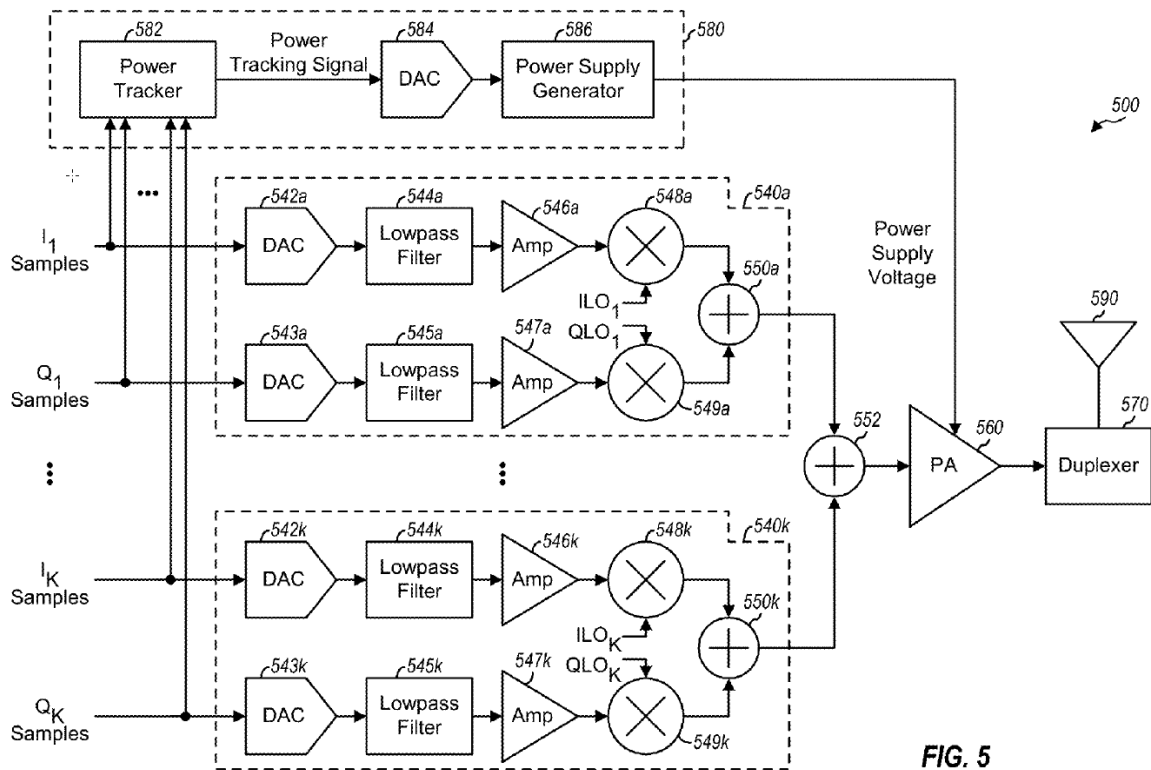 582
Power
Tracker
Power
Tracking Signal
584
DAC
586
Power Supply
Generator
580
500
•••
540a
I1
Samples
542a
DAC
544a
Lowpass
Filter
546a
Amp
548a
ILO1
550a
Power
Supply
Voltage
Q1
Samples
543a
DAC
545a
Lowpass
Filter
547a
Amp
QLO1
549a
552
560
PA
590
570
Duplexer
540k
IK
Samples
542k
DAC
544k
Lowpass
Filter
546k
Amp
548k
ILOK
550k
QK
Samples
543k
DAC
545k
Lowpass
Filter
547k
Amp
QLOK
549k
FIG. 5